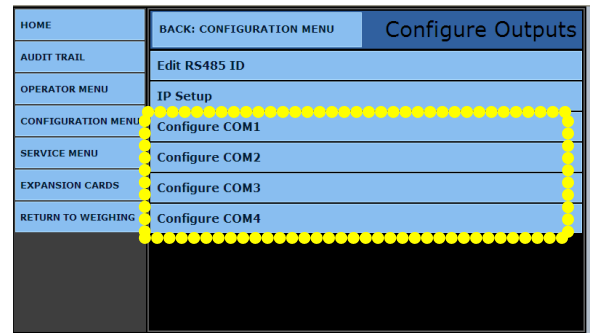 HOME
AUDIT TRAIL
OPERATOR MENU
CONFIGURATION MENU
SERVICE MENU
EXPANSION CARDS
RETURN TO WEIGHING
BACK: CONFIGURATION MENU
Configure Outputs
Edit RS485 ID
IP Setup
Configure COM1
Configure COM2
Configure COM3
Configure COM4